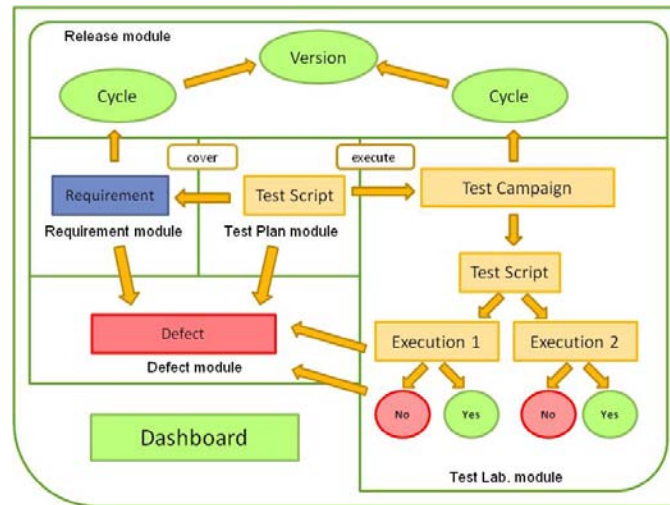 Release module
Version
Cycle
Cycle
cover
execute
Requirement
Test Script
Test Campaign
Requirement module
Test Plan module
Test Script
Defect
Execution 1
Execution 2
Defect module
No
Yes
No
Yes
Dashboard
Test Lab. module